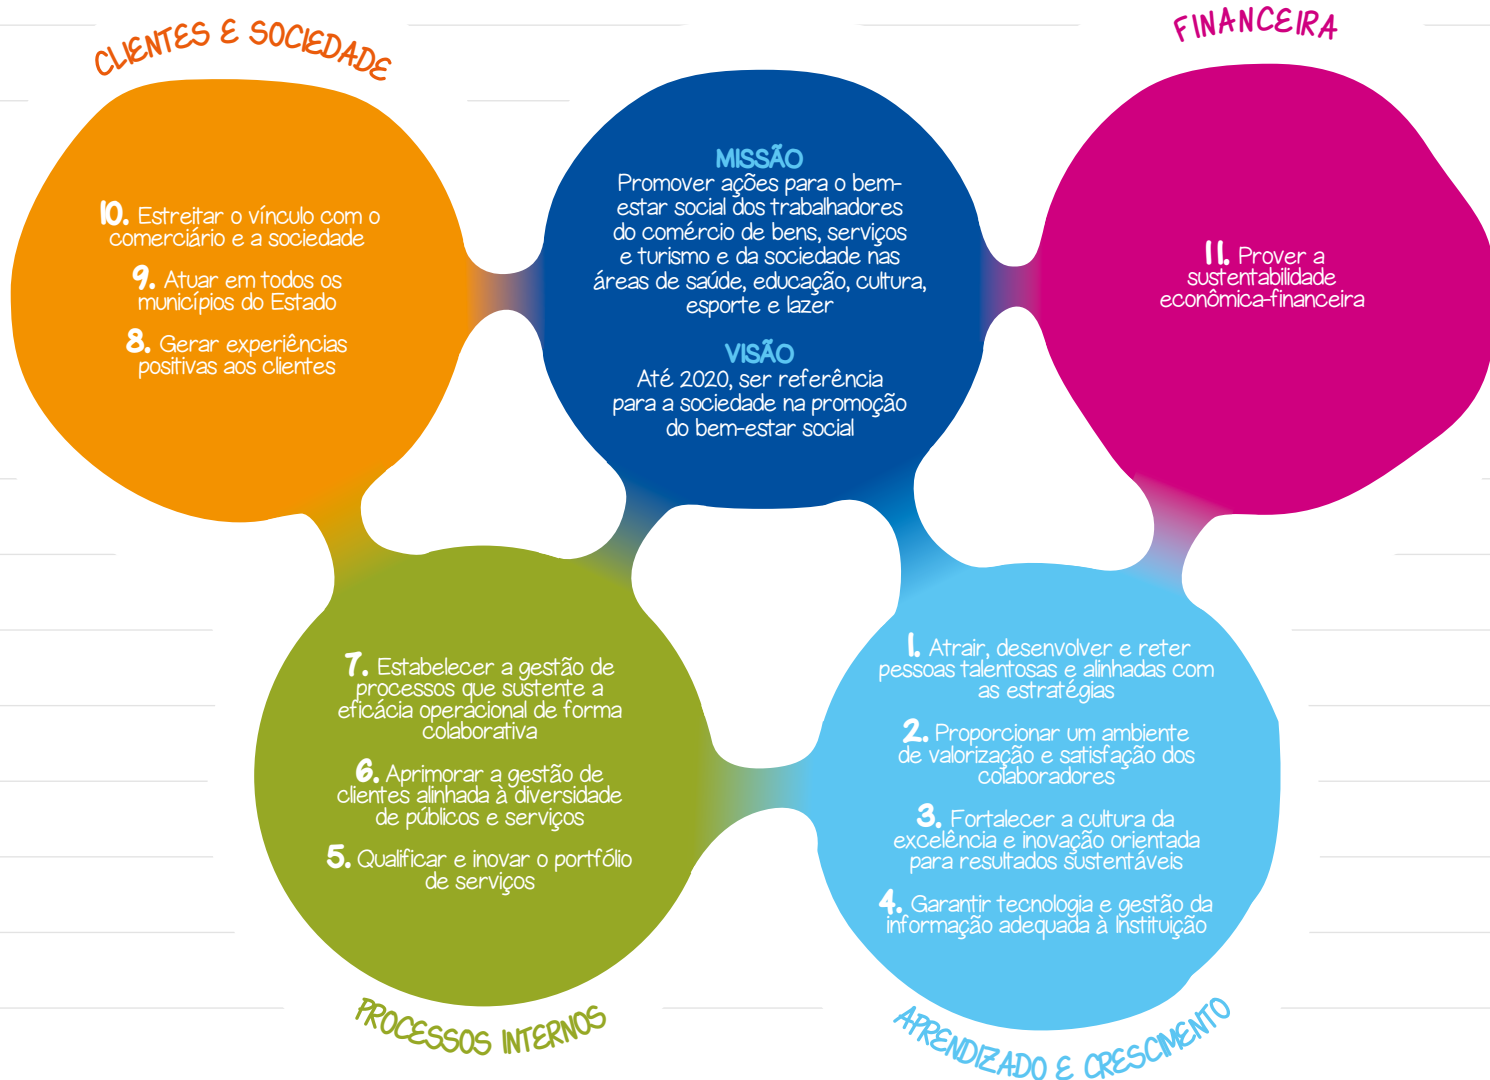 CLIENTES E SOCIEDADE
10. Estreitar o vínculo com o
comerciário e a sociedade
9. Atuar em todos os
municípios do Estado
8. Gerar experiências
positivas aos clientes
MISSÃO
Promover ações para o bem-
estar social dos trabalhadores
do comércio de bens, serviços
e turismo e da sociedade nas
áreas de saúde, educação, cultura,
esporte e lazer
VISÃO
Até 2020, ser referência
para a sociedade na promoção
do bem-estar social
FINANCEIRA
11. Prover a
sustentabilidade
econômica-financeira
7. Estabelecer a gestão de
processos que sustente a
eficácia operacional de forma
colaborativa
6. Aprimorar a gestão de
clientes alinhada à diversidade
de públicos e serviços
5. Qualificar e inovar o portfólio
de serviços
PROCESSOS INTERNOS
1. Atrair, desenvolver e reter
pessoas talentosas e alinhadas com
as estratégias
2. Proporcionar um ambiente
de valorização e satisfação dos
colaboradores
3. Fortalecer a cultura da
excelência e inovação orientada
para resultados sustentáveis
4. Garantir tecnologia e gestão da
informação adequada à Instituição
APRENDIZADO E CRESCIMENTO